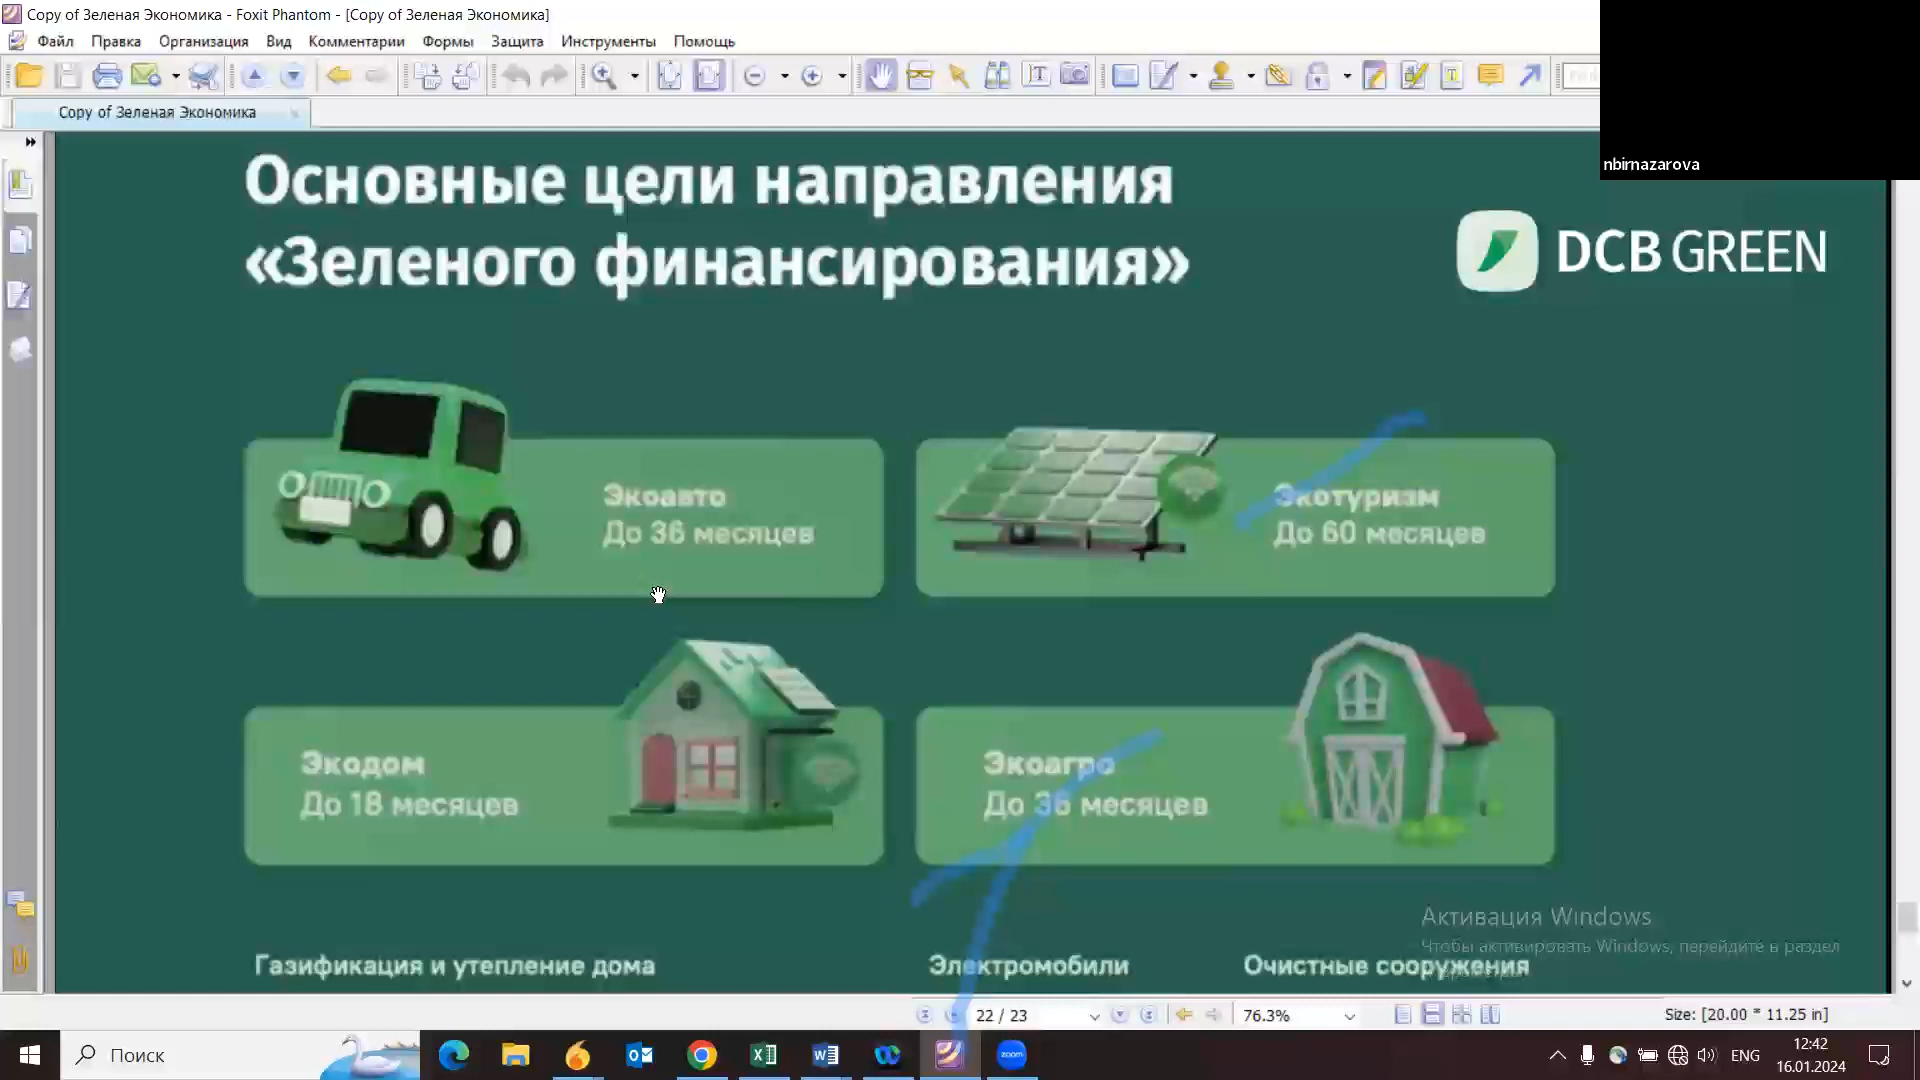 Copy of Зеленая Экономика - Foxit Phantom - [Copy of Зеленая Экономика]
Файл Правка Организация Вид Комментарии Формы Защита Инструменты Помощь
Copy of Зеленая Экономика
nbirnazarova
Основные цели направления
«Зеленого финансирования»
DCB GREEN
Экоавто
До 36 месяцев
Экотуризм
До 60 месяцев
Экодом
До 18 месяцев
Экоагро
До 36 месяцев
Активация Windows
Чтобы активировать Windows, перейдите в раздел
Газификация и утепление дома
Электромобили
Очистные сооружения
22 / 23
76.3%
Size: [20.00 * 11.25 in]
Поиск
zoom
ENG
12:42
16.01.2024